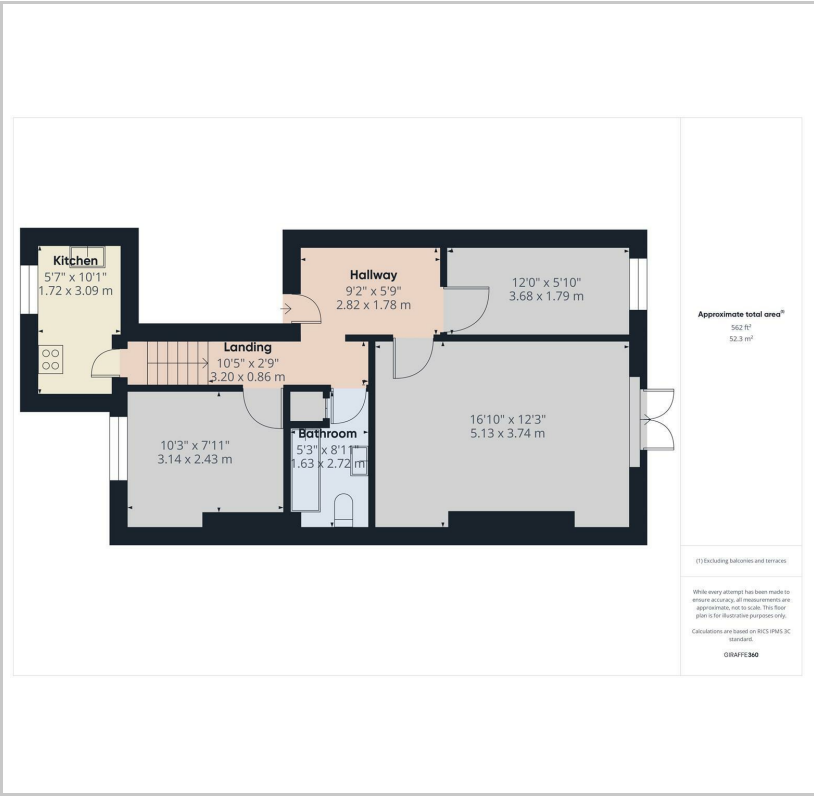 Kitchen
5'7" x 10'1"
1.72 x 3.09 m
Hallway
9'2" x 5'9"
2.82 x 1.78 m
12'0" x 5'10"
3.68 x 1.79 m
Landing
10'5" x 2'9"
3.20 x 0.86 m
10'3" x 7'11"
3.14 x 2.43 m
Bathroom
5'3" x 8'11"
1.63 x 2.72 m
16'10" x 12'3"
5.13 x 3.74 m
Approximate total area⁽¹⁾
562 ft²
52.3 m²
(1) Excluding balconies and terraces
While every attempt has been made to
ensure accuracy, all measurements are
approximate, not to scale. This floor
plan is for illustrative purposes only.
Calculations are based on RICS IPMS 3C
standard.
GIRAFFE360